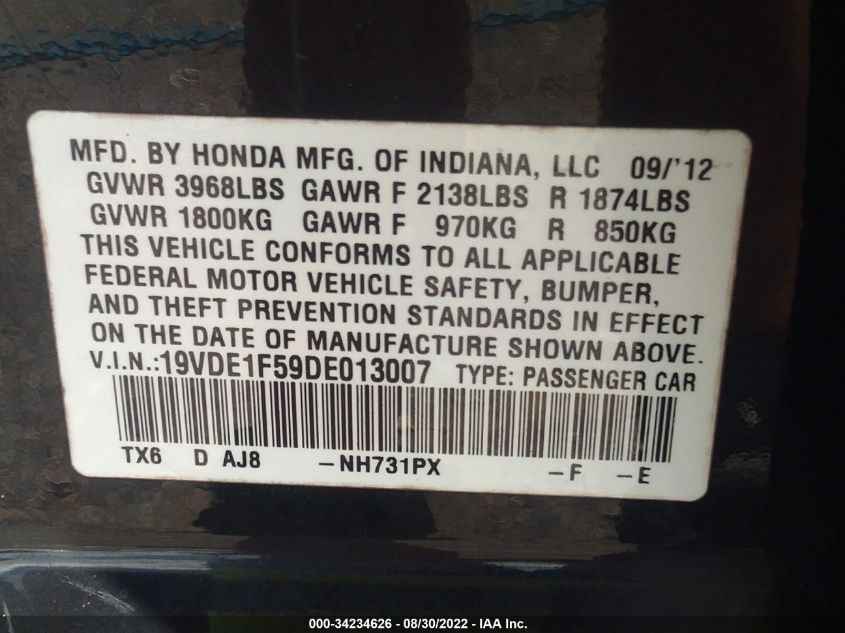 MFD. BY HONDA MFG. OF INDIANA, LLC 09/'12
GVWR 3968LBS GAWR F 2138LBS R 1874LBS
GVWR 1800KG GAWR F 970KG R 850KG
THIS VEHICLE CONFORMS TO ALL APPLICABLE
FEDERAL MOTOR VEHICLE SAFETY, BUMPER,
AND THEFT PREVENTION STANDARDS IN EFFECT
ON THE DATE OF MANUFACTURE SHOWN ABOVE.
V.I.N.:19VDE1F59DE013007 TYPE: PASSENGER CAR
TX6 D AJ8 –NH731PX –F –E
000-34234626 - 08/30/2022 - IAA Inc.